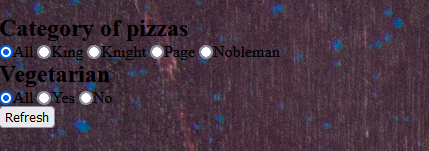 Category of pizzas
All King Knight Page Nobleman
Vegetarian
All Yes No
Refresh